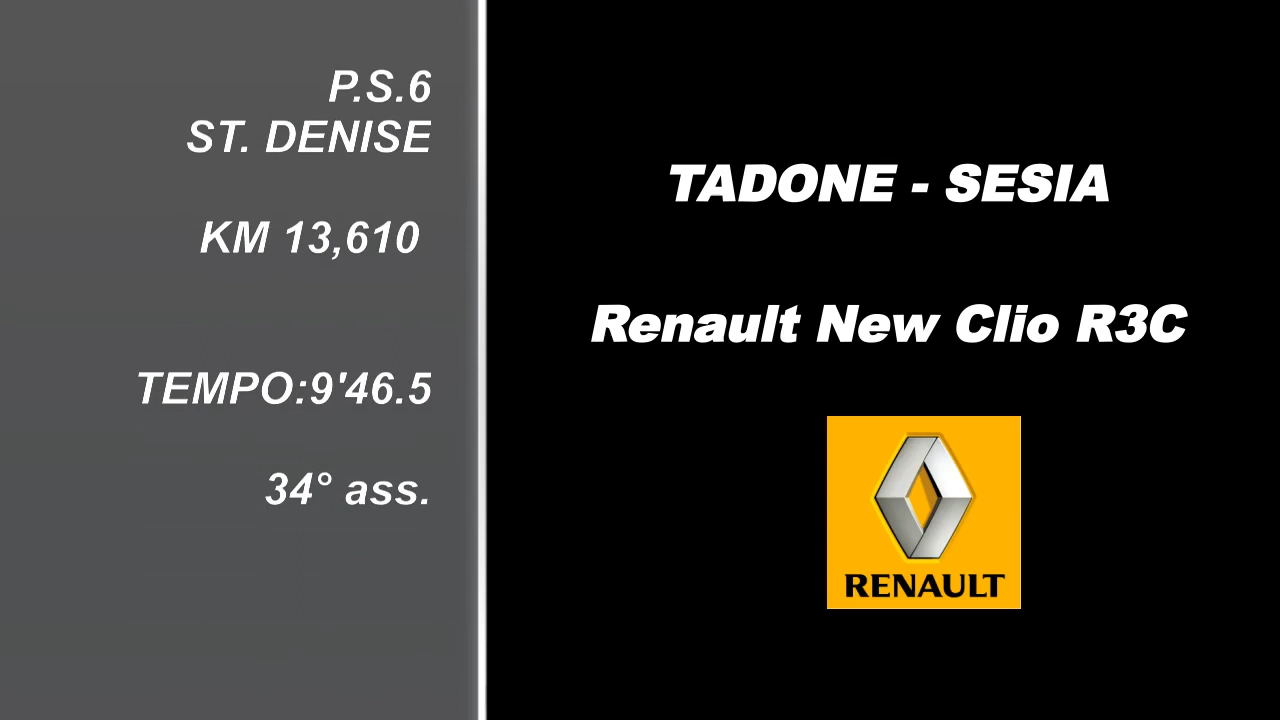 P.S.6
ST. DENISE
KM 13,610
TEMPO:9'46.5
34° ass.
TADONE - SESIA
Renault New Clio R3C
RENAULT